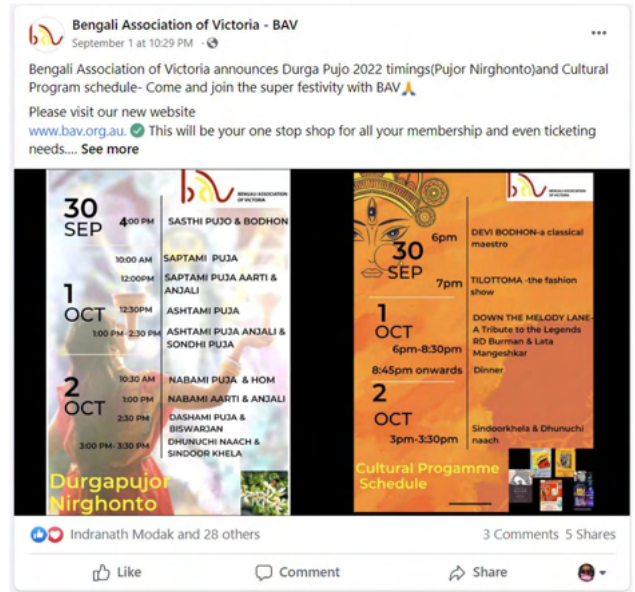 Bengali Association of Victoria - BAV
September 1 at 10:29 PM ·
Bengali Association of Victoria announces Durga Pujo 2022 timings(Pujor Nirghonto)and Cultural
Program schedule- Come and join the super festivity with BAV
Please visit our new website
www.bav.org.au. This will be your one stop shop for all your membership and even ticketing
needs.... See more
bav
BENGALI ASSOCIATION
OF VICTORIA
30
SEP
4:00 PM SASTHI PUJO & BODHON
1
OCT
10:00 AM SAPTAMI PUJA
12:00PM SAPTAMI PUJA AARTI &
ANJALI
12:30PM ASHTAMI PUJA
1:00 PM-2:30 PM ASHTAMI PUJA ANJALI &
SONDHI PUJA
2
OCT
10:30 AM NABAMI PUJA & HOM
1:00 PM NABAMI AARTI & ANJALI
2:30 PM DASHAMI PUJA &
BISWARJAN
3:00 PM- 3:30 PM DHUNUCHI NAACH &
SINDOOR KHELA
Durgapujor
Nirghonto
bav
BENGALI ASSOCIATION
OF VICTORIA
30
SEP
6pm DEVI BODHON-a classical
maestro
7pm TILOTTOMA -the fashion
show
1
OCT
6pm-8:30pm
DOWN THE MELODY LANE-
A Tribute to the Legends
RD Burman & Lata
Mangeshkar
8:45pm onwards Dinner
2
OCT
3pm-3:30pm
Sindoorkhela & Dhunuchi
naach
Cultural Progamme
Schedule
Indranath Modak and 28 others
3 Comments 5 Shares
Like Comment Share